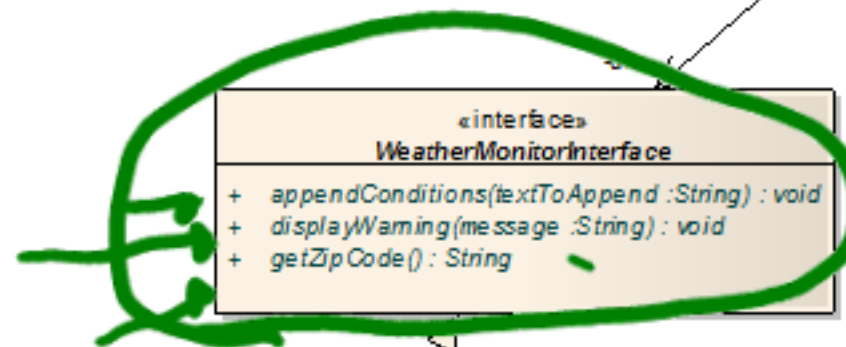 «interface»
WeatherMonitorInterface
+ appendConditions(textToAppend :String) : void
+ displayWarning(message :String) : void
+ getZipCode() : String